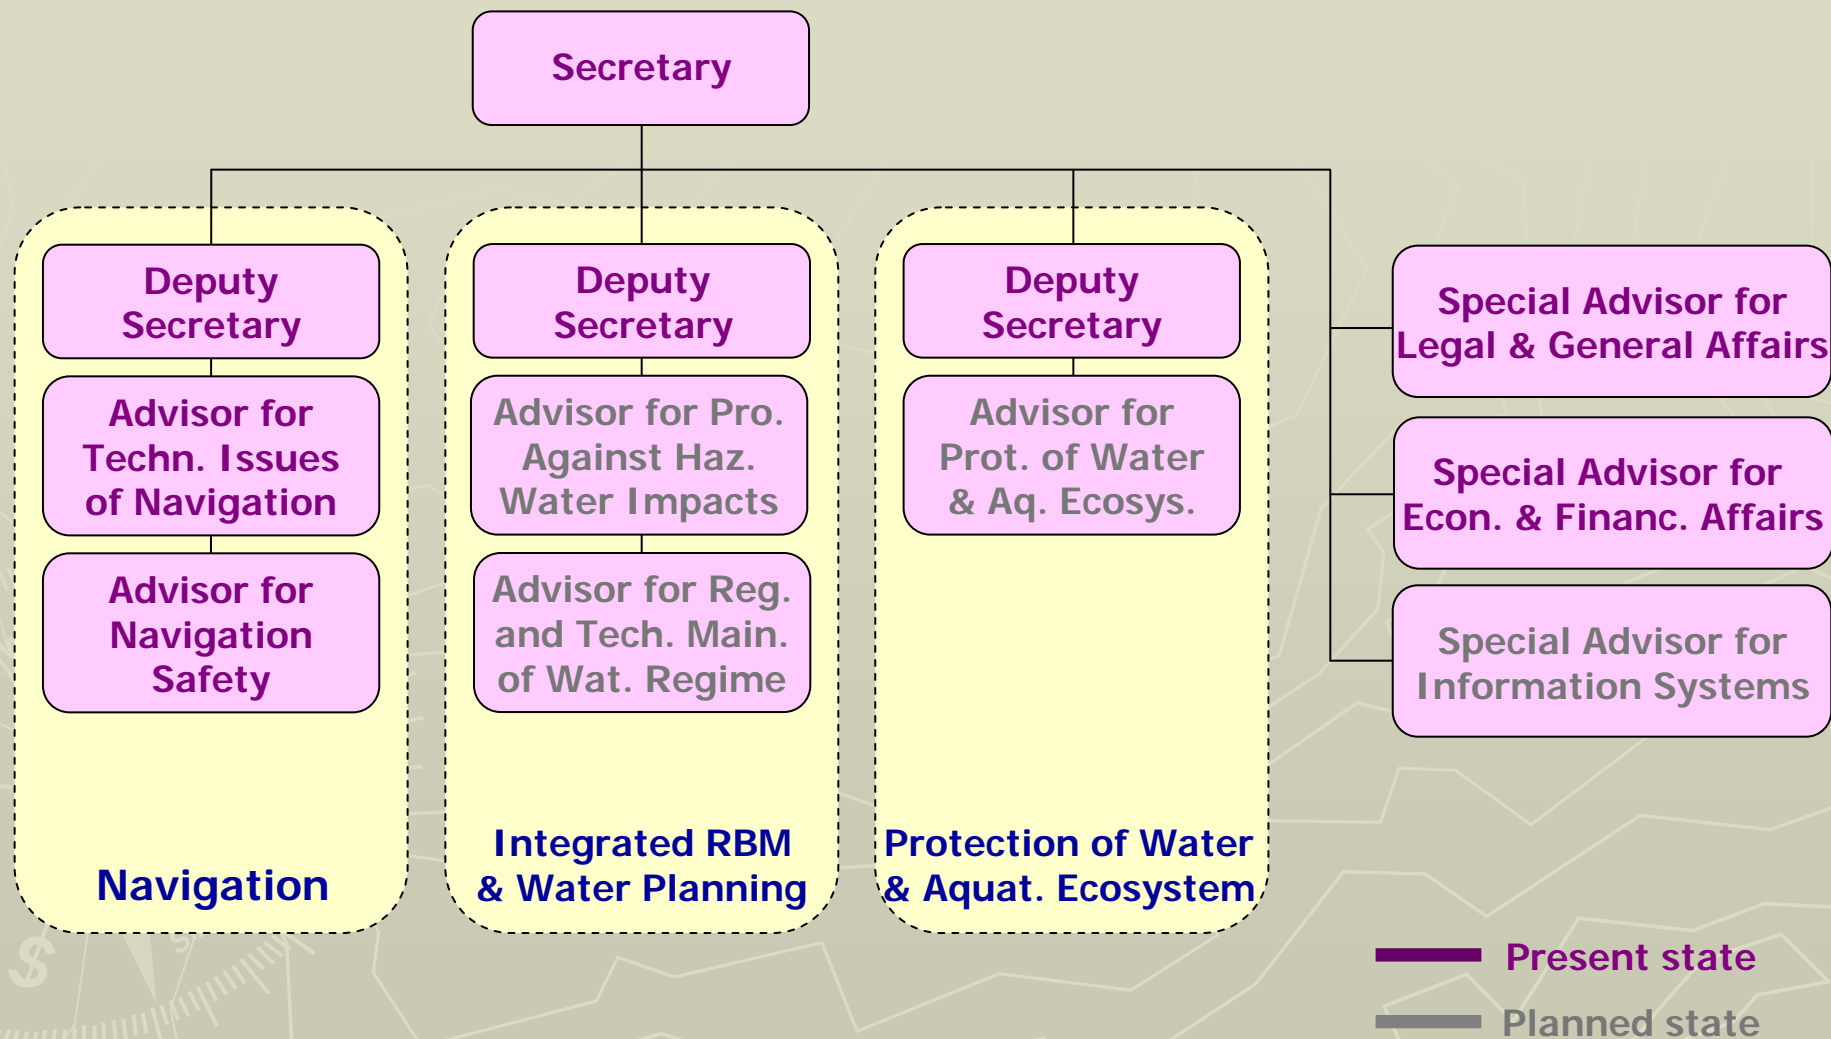 Secretary
Deputy
Secretary
Advisor for
Techn. Issues
of Navigation
Advisor for
Navigation
Safety
Navigation
Deputy
Secretary
Advisor for Pro.
Against Haz.
Water Impacts
Advisor for Reg.
and Tech. Main.
of Wat. Regime
Integrated RBM
& Water Planning
Deputy
Secretary
Advisor for
Prot. of Water
& Aq. Ecosys.
Protection of Water
& Aquat. Ecosystem
Special Advisor for
Legal & General Affairs
Special Advisor for
Econ. & Financ. Affairs
Special Advisor for
Information Systems
Present state
Planned state
S